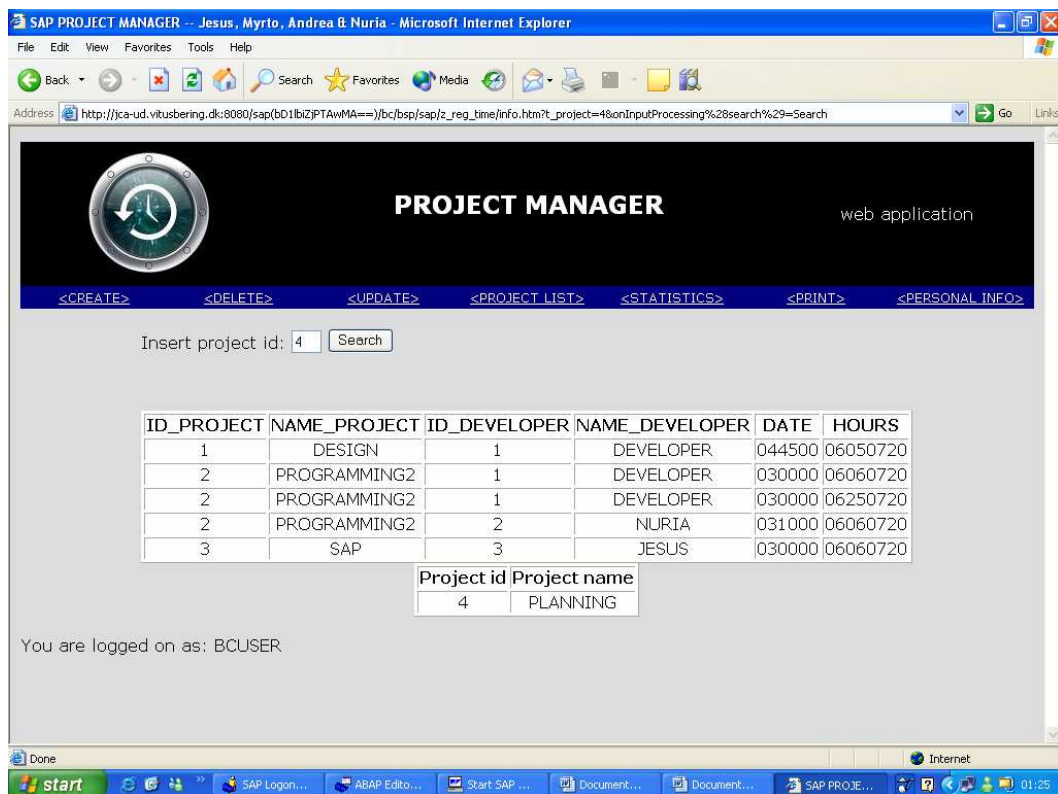 SAP PROJECT MANAGER -- Jesus, Myrto, Andrea & Nuria - Microsoft Internet Explorer
File Edit View Favorites Tools Help
Back Search Favorites Media
Address http://jca-ud.vitusbering.dk:8080/sap(bD1lbiZjPTAwMA==)/bc/bsp/sap/z_reg_time/info.htm?t_project=4&onInputProcessing%28search%29=Search Go Links
PROJECT MANAGER
web application
<CREATE> <DELETE> <UPDATE> <PROJECT LIST> <STATISTICS> <PRINT> <PERSONAL INFO>
Insert project id: 4 Search
ID_PROJECT NAME_PROJECT ID_DEVELOPER NAME_DEVELOPER DATE HOURS
1 DESIGN 1 DEVELOPER 044500 06050720
2 PROGRAMMING2 1 DEVELOPER 030000 06060720
2 PROGRAMMING2 1 DEVELOPER 030000 06250720
2 PROGRAMMING2 2 NURIA 031000 06060720
3 SAP 3 JESUS 030000 06060720
Project id Project name
4 PLANNING
You are logged on as: BCUSER
Done Internet
start SAP Logon... ABAP Edito... Start SAP ... Document... Document... SAP PROJE... 01:25